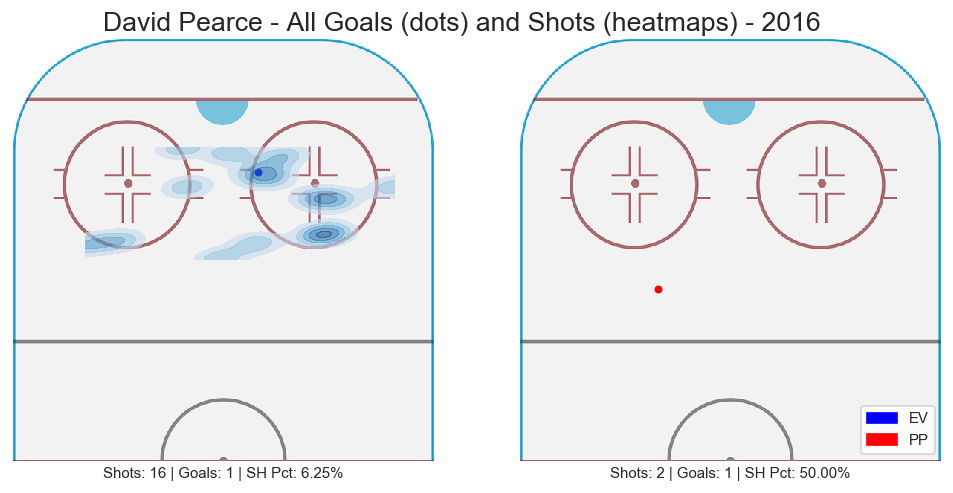 David Pearce - All Goals (dots) and Shots (heatmaps) - 2016
EV
PP
Shots: 16 | Goals: 1 | SH Pct: 6.25%
Shots: 2 | Goals: 1 | SH Pct: 50.00%